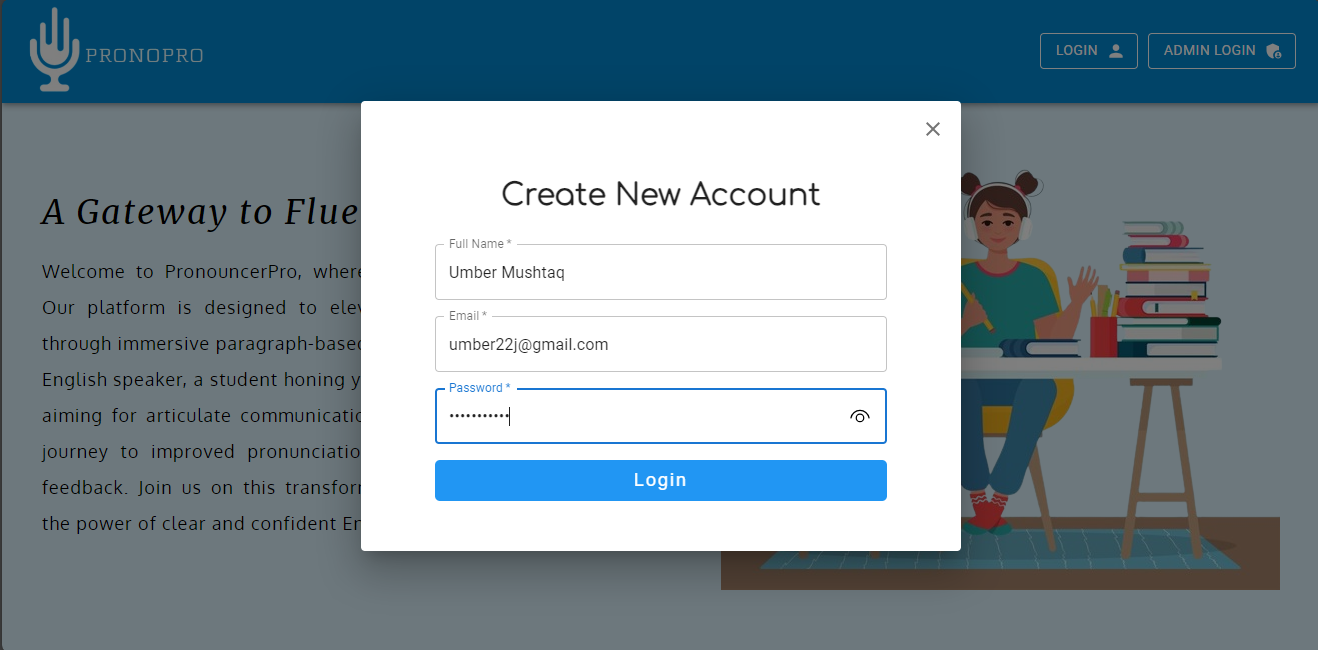 PRONOPRO
LOGIN
ADMIN LOGIN
A Gateway to Flue
Welcome to PronouncerPro, where
Our platform is designed to elev
through immersive paragraph-based
English speaker, a student honing y
aiming for articulate communicatio
journey to improved pronunciatio
feedback. Join us on this transform
the power of clear and confident En
Create New Account
Full Name *
Umber Mushtaq
Email *
umber22j@gmail.com
Password *
•••••••••••
Login